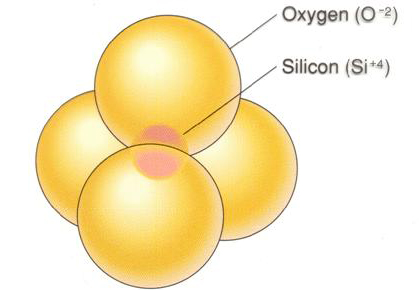 Oxygen (O⁻²)
Silicon (Si⁺⁴)